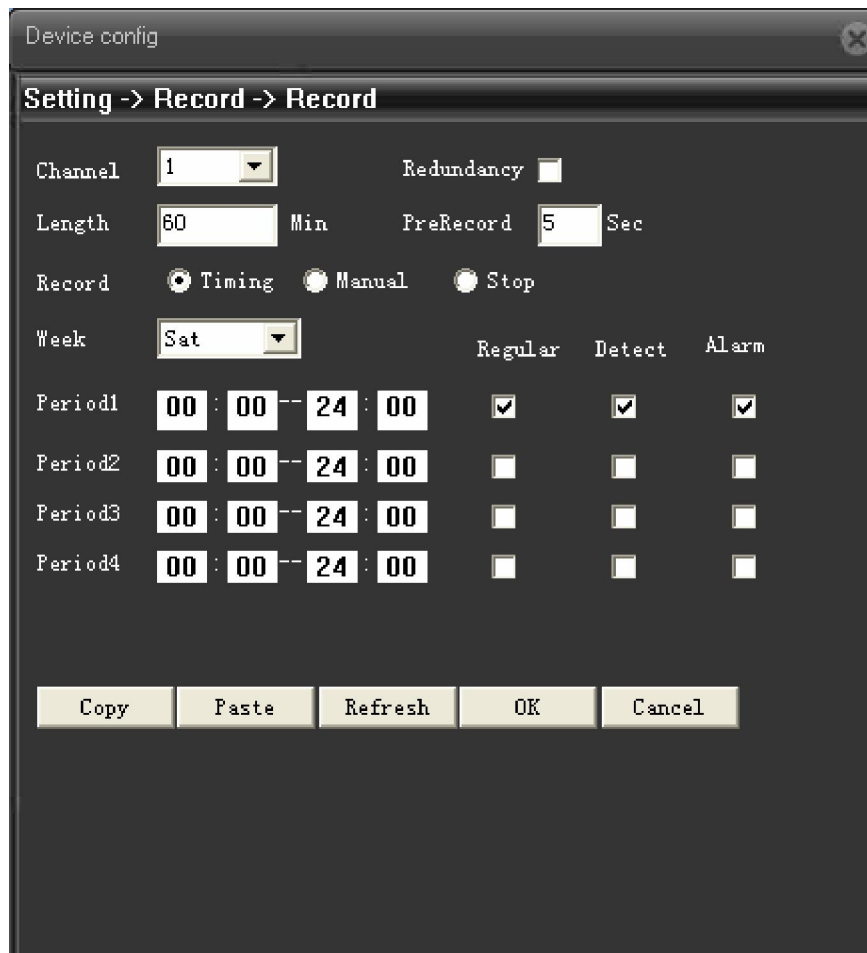 Device config
Setting -> Record -> Record
Channel 1 Redundancy
Length 60 Min PreRecord 5 Sec
Record Timing Manual Stop
Week Sat Regular Detect Alarm
Period1 00 : 00 -- 24 : 00
Period2 00 : 00 -- 24 : 00
Period3 00 : 00 -- 24 : 00
Period4 00 : 00 -- 24 : 00
Copy Paste Refresh OK Cancel